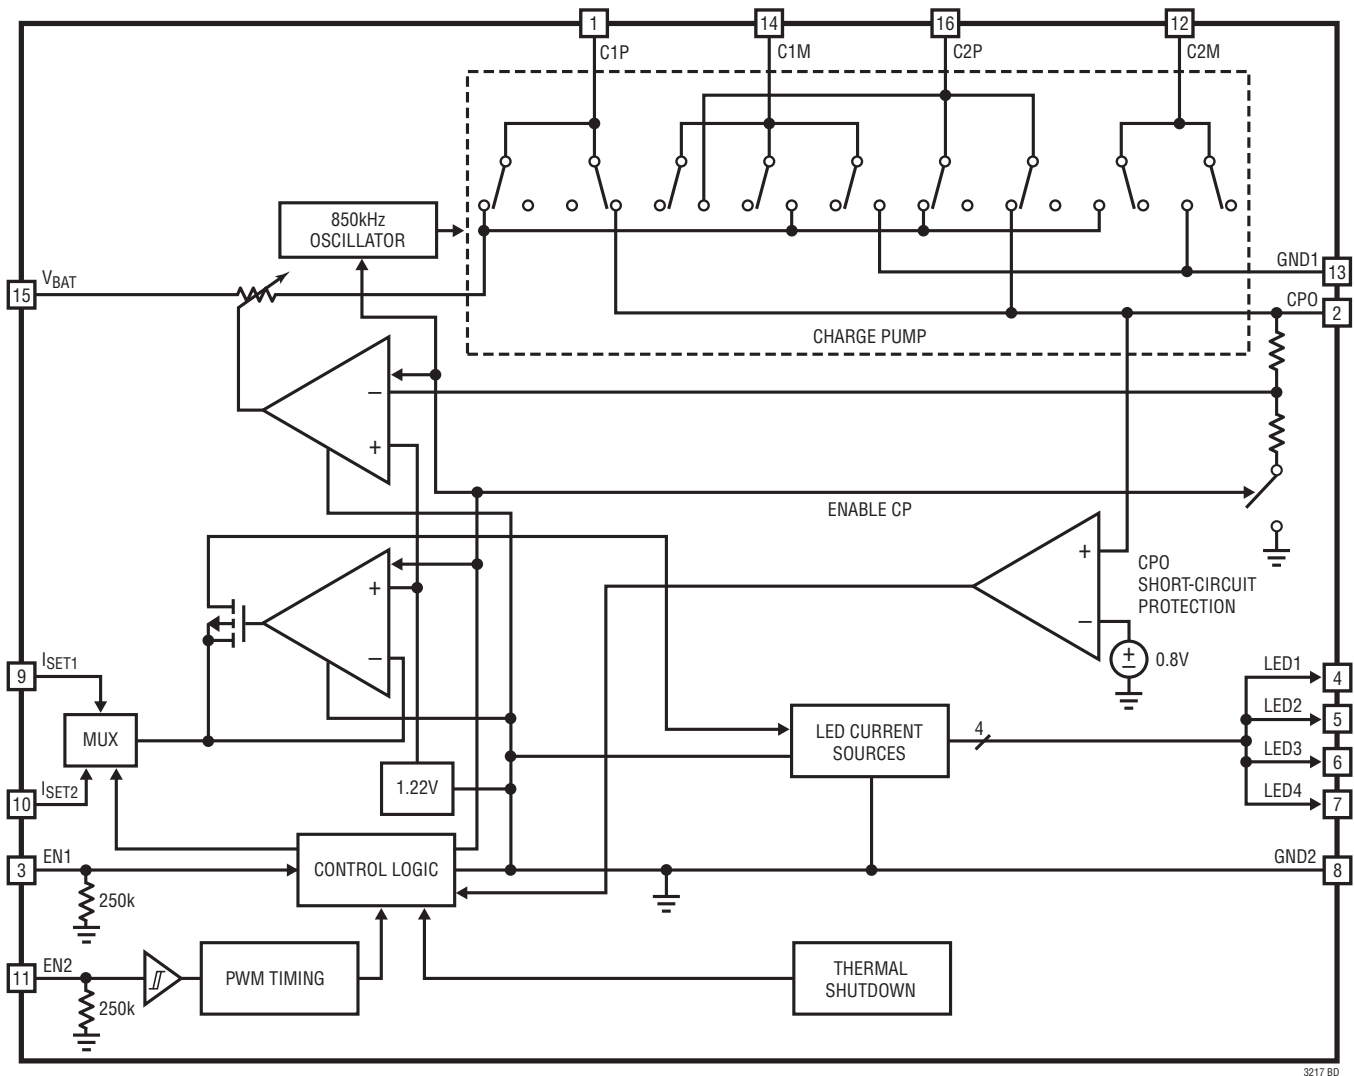 1
14
16
12
C1P
C1M
C2P
C2M
850kHz
OSCILLATOR
GND1
13
VBAT
15
CPO
2
CHARGE PUMP
–
+
ENABLE CP
+
–
+
–
CPO
SHORT-CIRCUIT
PROTECTION
+
–
0.8V
9
ISET1
LED1
4
LED2
5
MUX
LED CURRENT
SOURCES
4
LED3
6
1.22V
10
ISET2
LED4
7
3
EN1
CONTROL LOGIC
GND2
8
250k
11
EN2
PWM TIMING
THERMAL
SHUTDOWN
250k
3217 BD